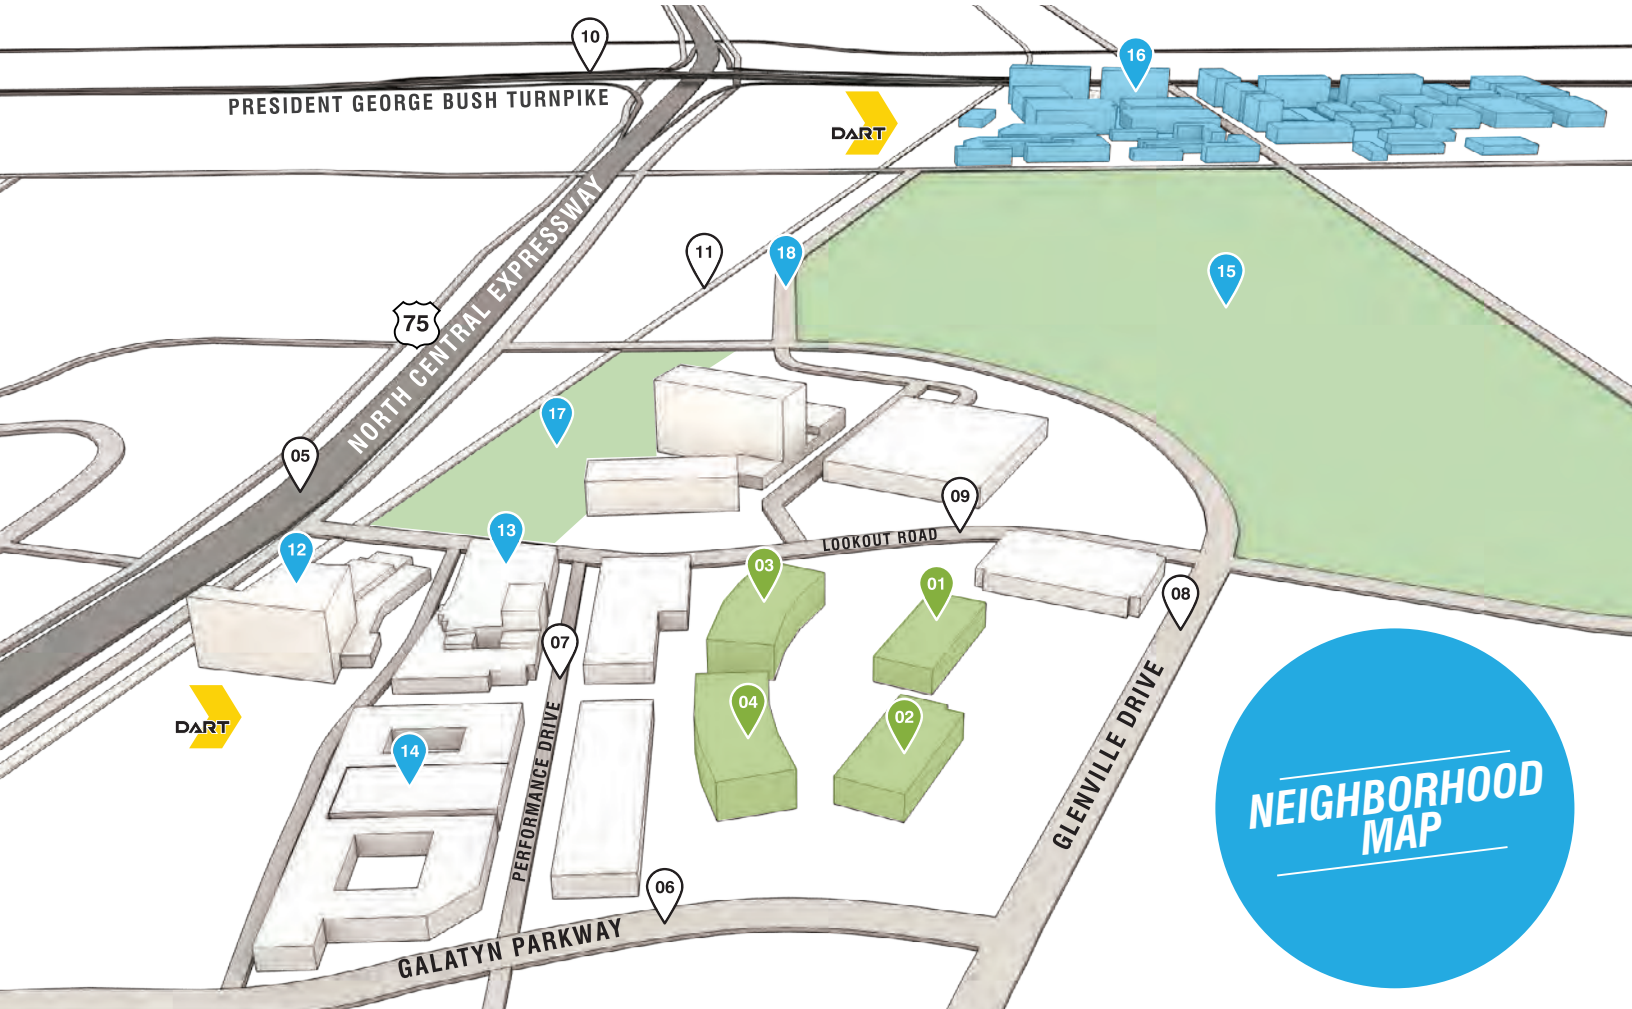 10
16
PRESIDENT GEORGE BUSH TURNPIKE
DART
11
18
15
75
NORTH CENTRAL EXPRESSWAY
17
05
09
13
LOOKOUT ROAD
12
03
01
08
07
04
02
DART
14
PERFORMANCE DRIVE
GLENVILLE DRIVE
NEIGHBORHOOD
MAP
06
GALATYN PARKWAY